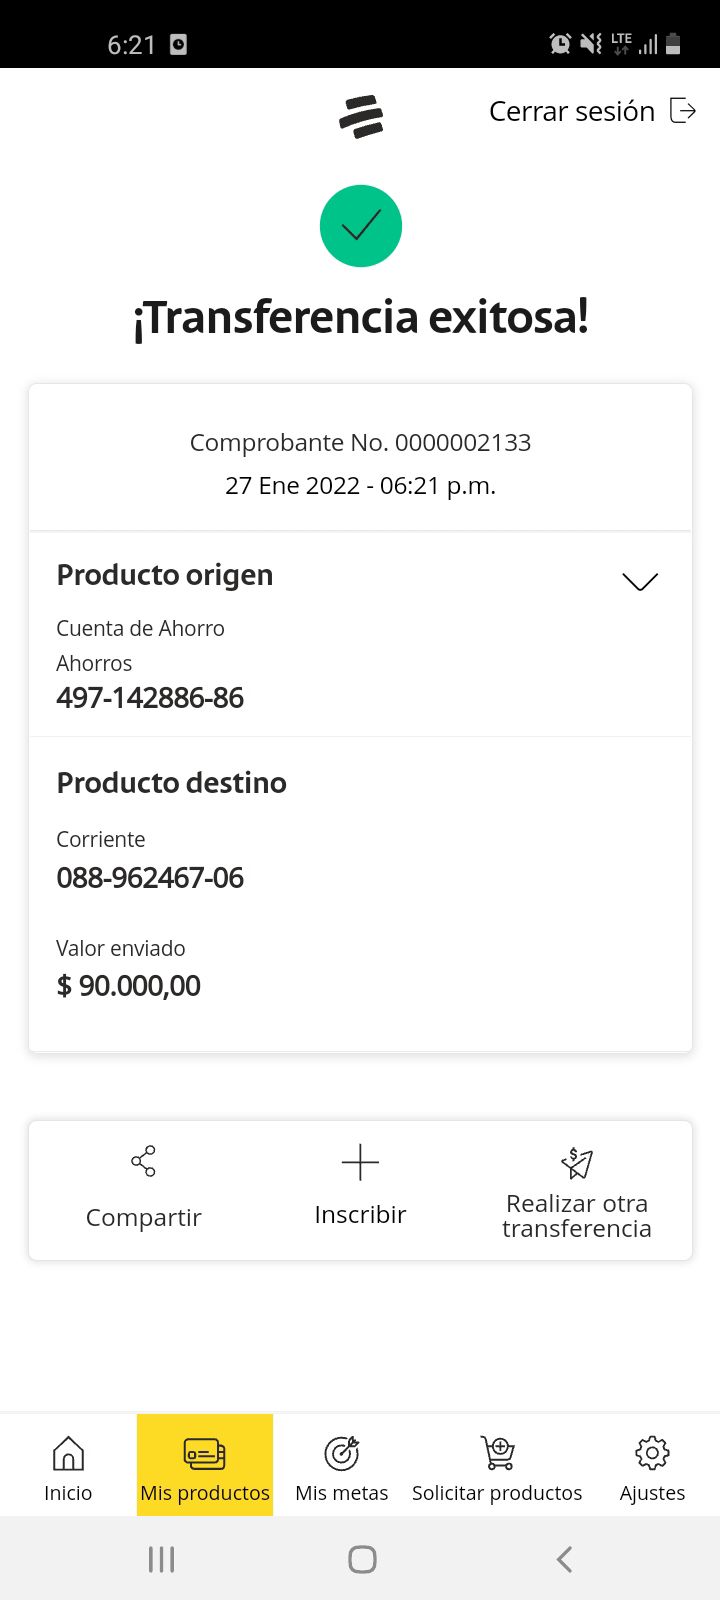 6:21
LTE
Cerrar sesión
¡Transferencia exitosa!
Comprobante No. 0000002133
27 Ene 2022 - 06:21 p.m.
Producto origen
Cuenta de Ahorro
Ahorros
497-142886-86
Producto destino
Corriente
088-962467-06
Valor enviado
$ 90.000,00
Compartir
Inscribir
Realizar otra
transferencia
Inicio
Mis productos
Mis metas
Solicitar productos
Ajustes